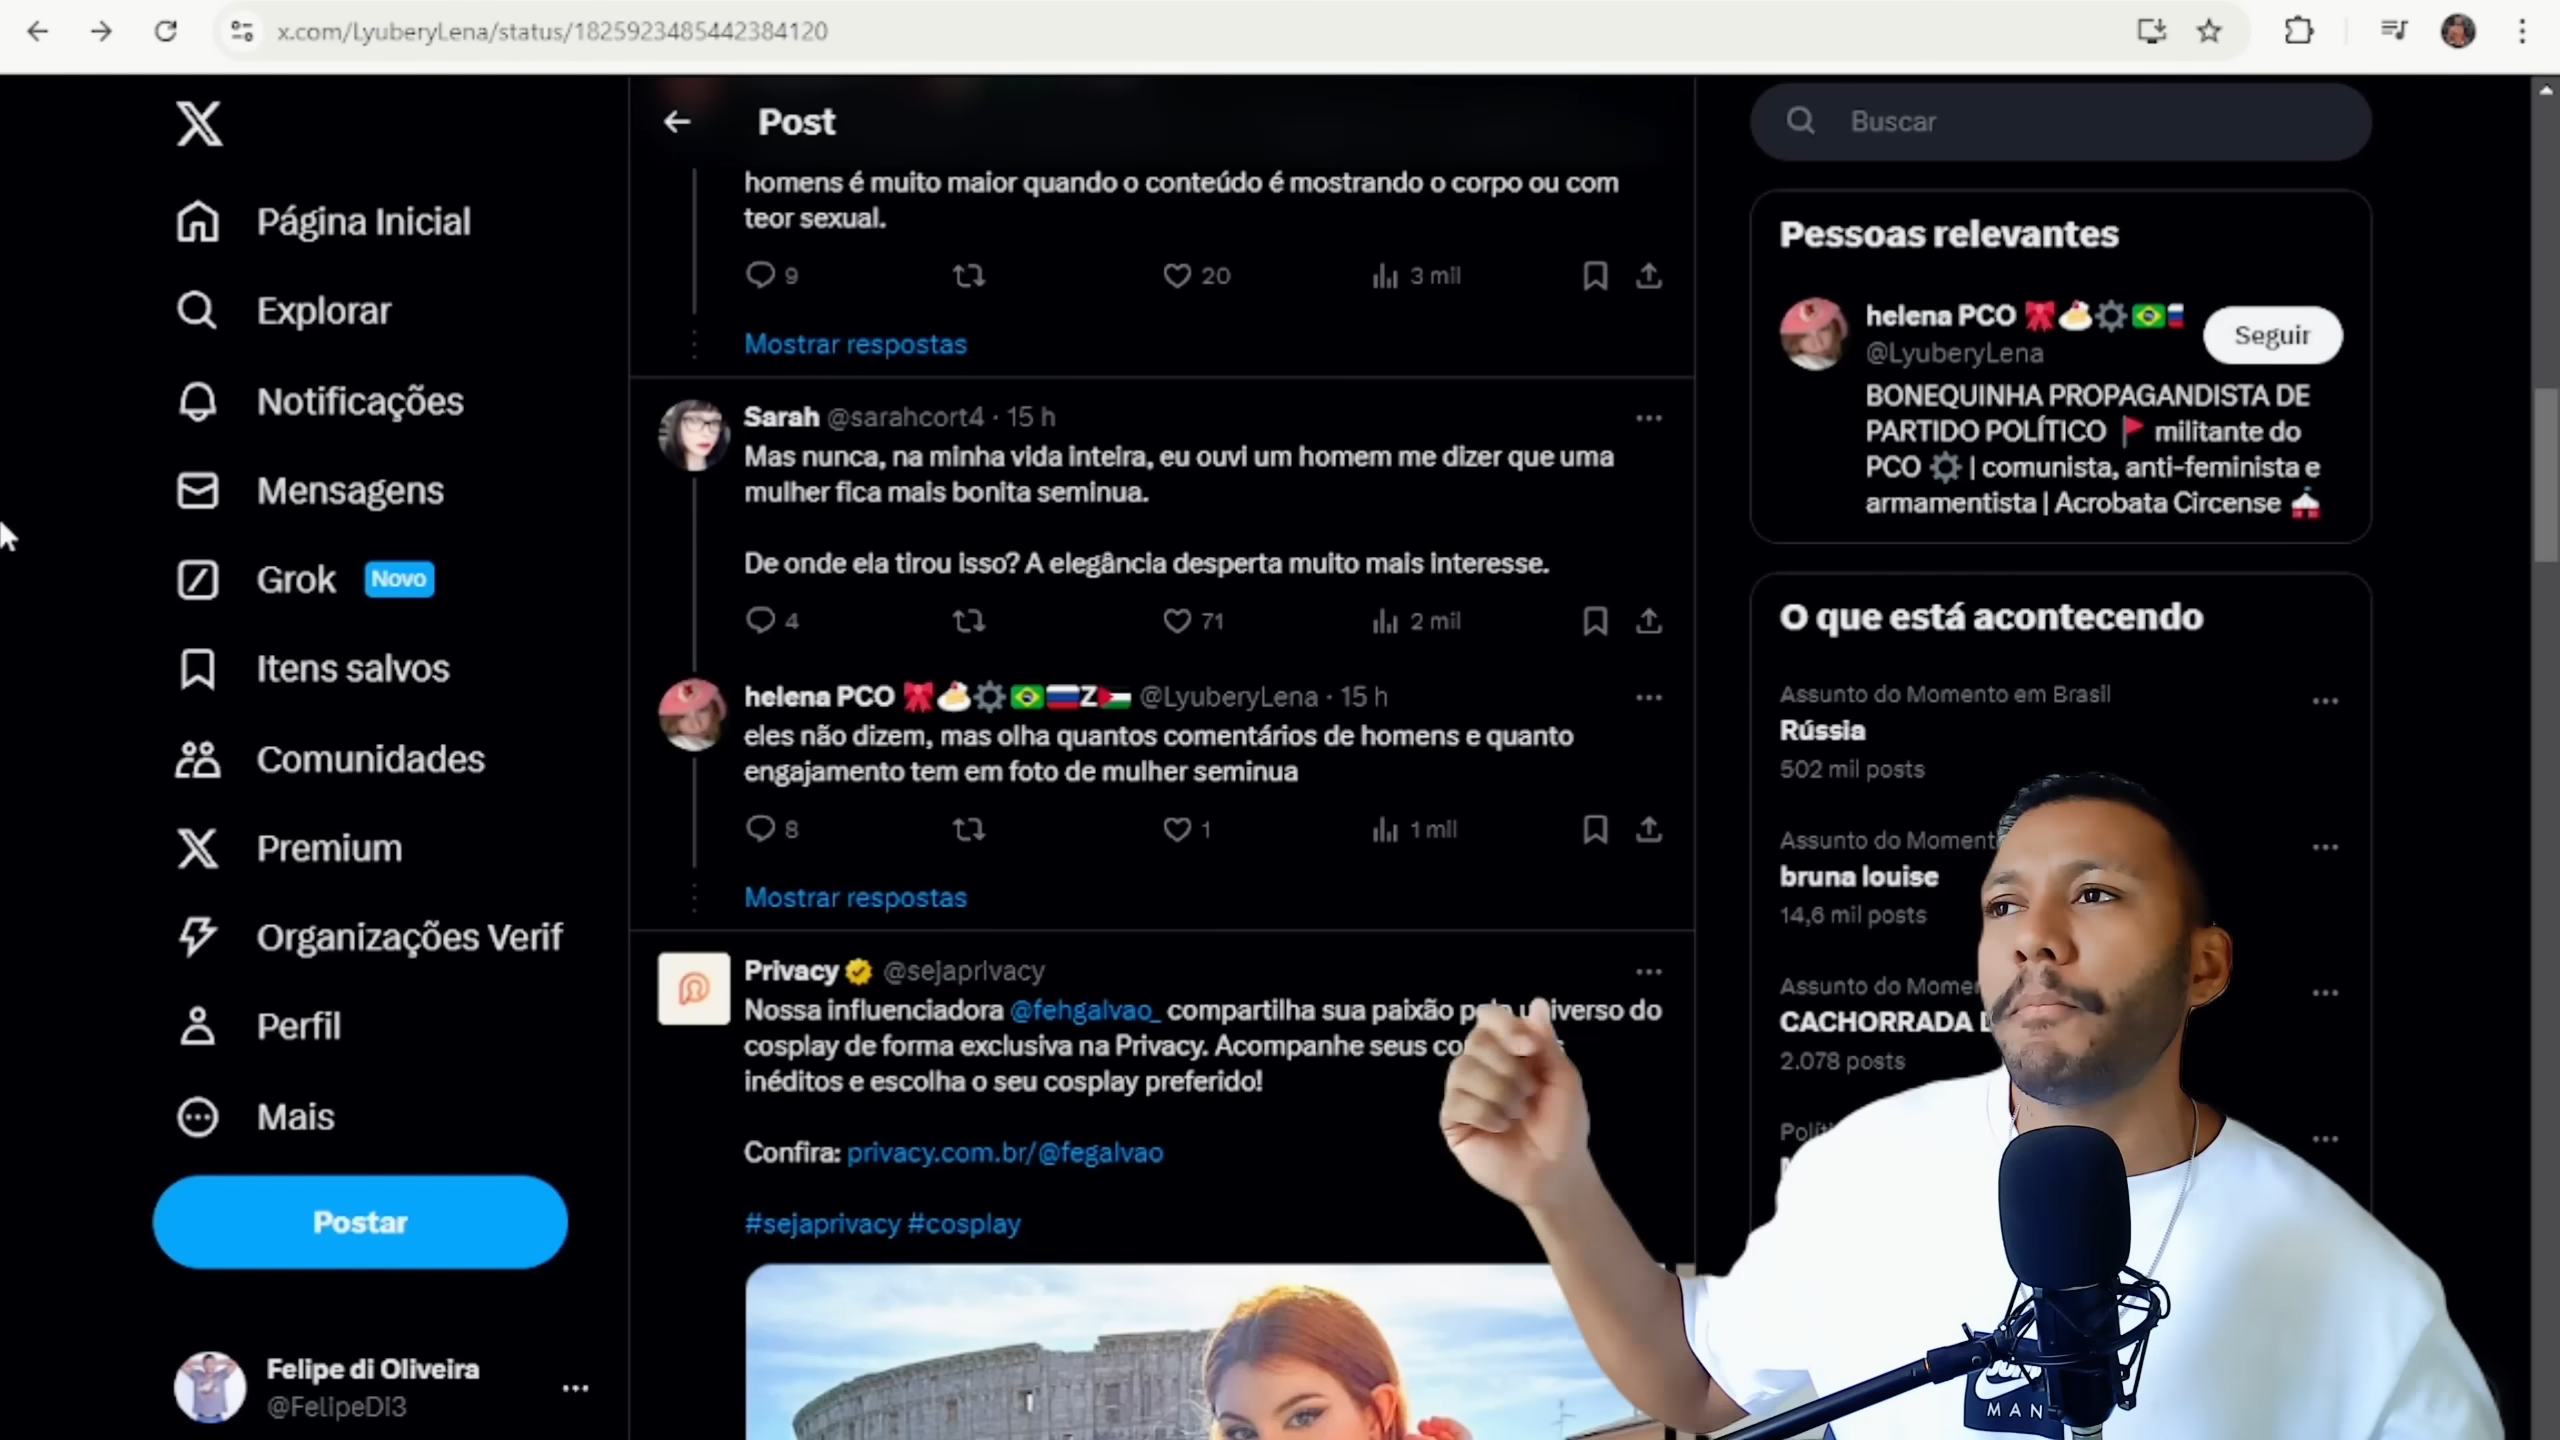 x.com/LyuberyLena/status/1825923485442384120
Página Inicial
Explorar
Notificações
Mensagens
Grok Novo
Itens salvos
Comunidades
Premium
Organizações Verif
Perfil
Mais
Postar
Felipe di Oliveira
@FelipeDI3
Post
homens é muito maior quando o conteúdo é mostrando o corpo ou com
teor sexual.
9 20 3 mil
Mostrar respostas
Sarah @sarahcort4 · 15 h
Mas nunca, na minha vida inteira, eu ouvi um homem me dizer que uma
mulher fica mais bonita seminua.
De onde ela tirou isso? A elegância desperta muito mais interesse.
4 71 2 mil
helena PCO 🎀🍰⚙️🇧🇷🇷🇺Z🇵🇸 @LyuberyLena · 15 h
eles não dizem, mas olha quantos comentários de homens e quanto
engajamento tem em foto de mulher seminua
8 1 1 mil
Mostrar respostas
Privacy @sejaprivacy
Nossa influenciadora @fehgalvao_ compartilha sua paixão universo do
cosplay de forma exclusiva na Privacy. Acompanhe seus
inéditos e escolha o seu cosplay preferido!
Confira: privacy.com.br/@fegalvao
#sejaprivacy #cosplay
Buscar
Pessoas relevantes
helena PCO 🎀🍰⚙️🇧🇷
@LyuberyLena
Seguir
BONEQUINHA PROPAGANDISTA DE
PARTIDO POLÍTICO 🚩 militante do
PCO ⚙️ | comunista, anti-feminista e
armamentista | Acrobata Circense 🎪
O que está acontecendo
Assunto do Momento em Brasil
Rússia
502 mil posts
Assunto do Moment
bruna louise
14,6 mil posts
Assunto do Mome
CACHORRADA
2.078 posts
MAN